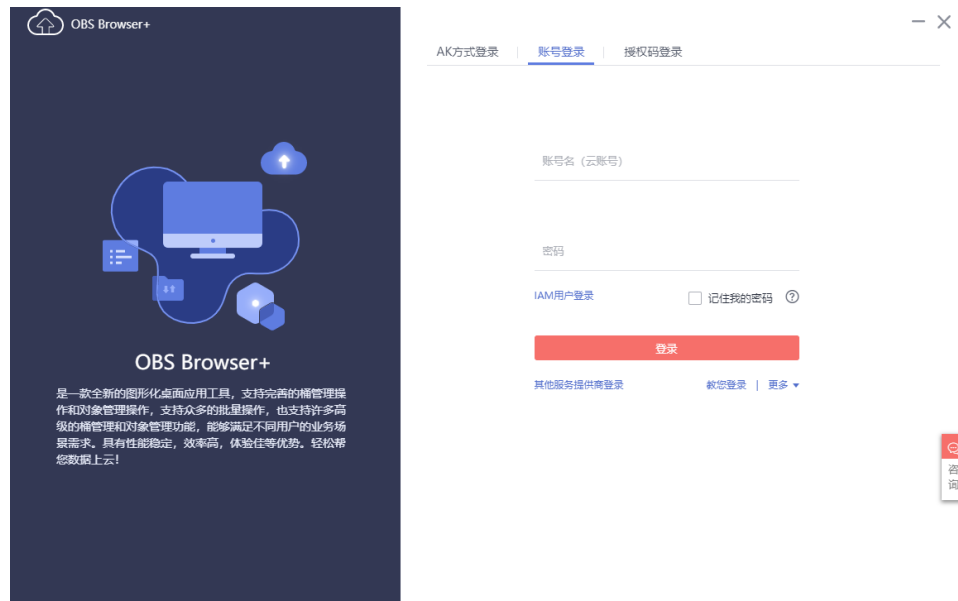 OBS Browser+
AK方式登录
账号登录
授权码登录
账号名（云账号）
密码
IAM用户登录
记住我的密码
登录
其他服务提供商登录
教您登录 | 更多
OBS Browser+
是一款全新的图形化桌面应用工具，支持完善的桶管理操
作和对象管理操作，支持众多的批量操作，也支持许多高
级的桶管理和对象管理功能，能够满足不同用户的业务场
景需求。具有性能稳定，效率高，体验佳等优势。轻松帮
您数据上云！
咨
询